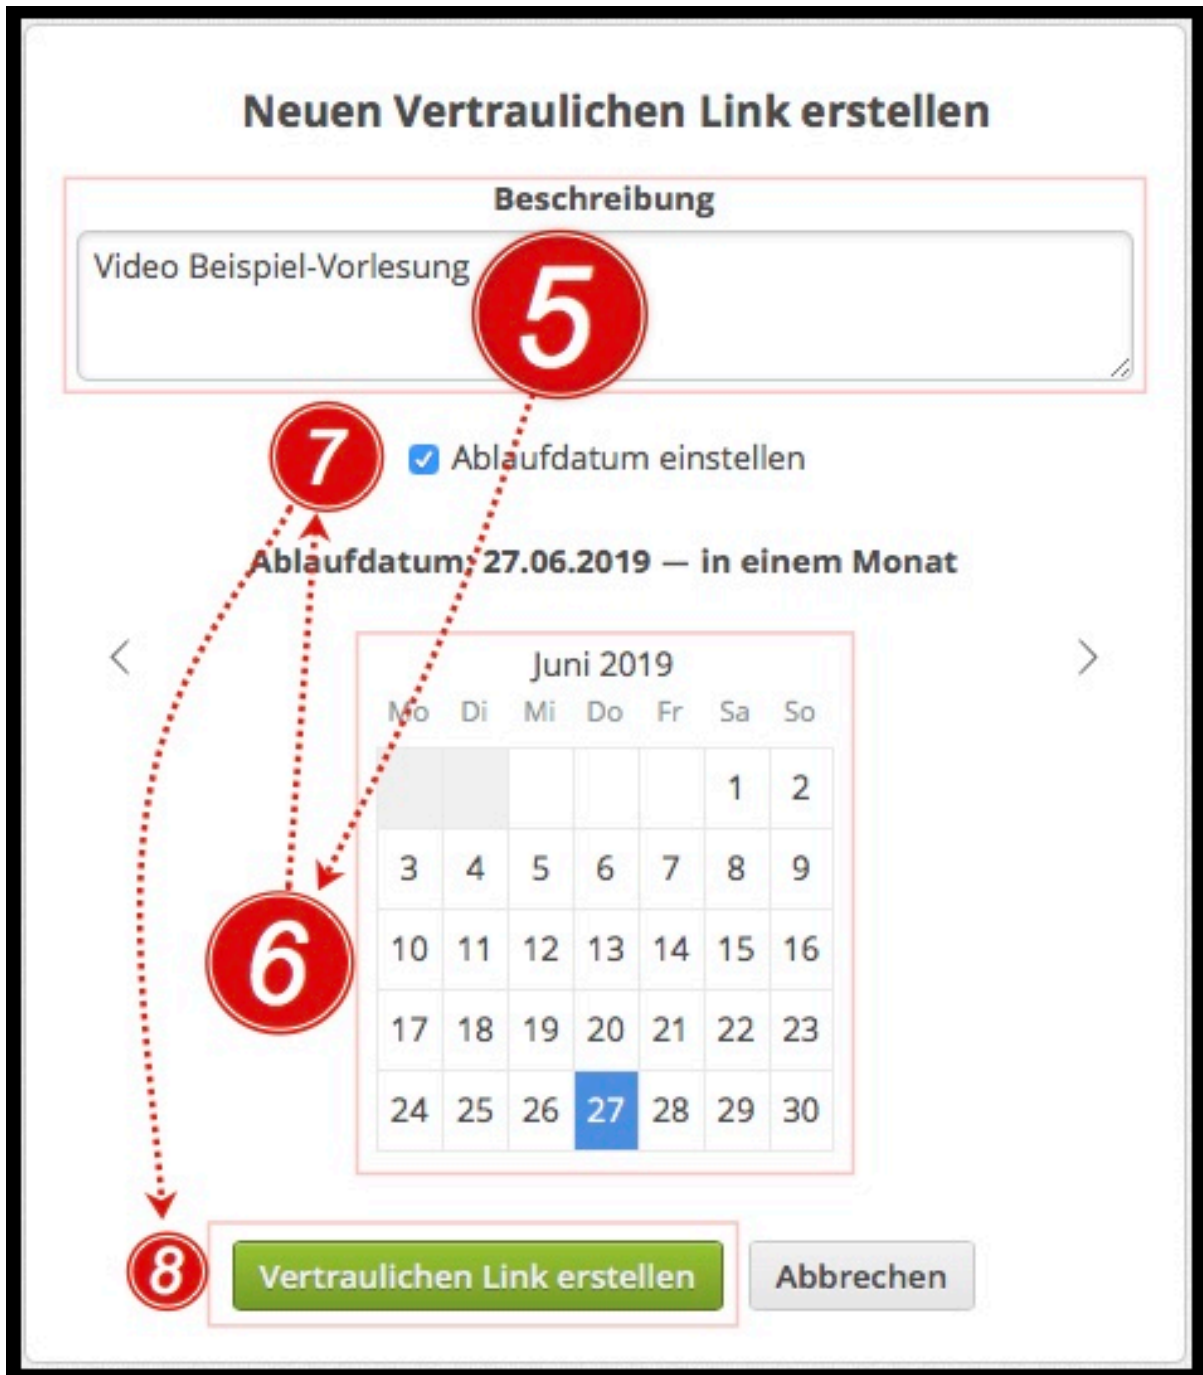 Neuen Vertraulichen Link erstellen
Beschreibung
Video Beispiel-Vorlesung
5
7
Ablaufdatum einstellen
Ablaufdatum: 27.06.2019 — in einem Monat
Juni 2019
Mo Di Mi Do Fr Sa So
1 2
3 4 5 6 7 8 9
6
10 11 12 13 14 15 16
17 18 19 20 21 22 23
24 25 26 27 28 29 30
8
Vertraulichen Link erstellen
Abbrechen